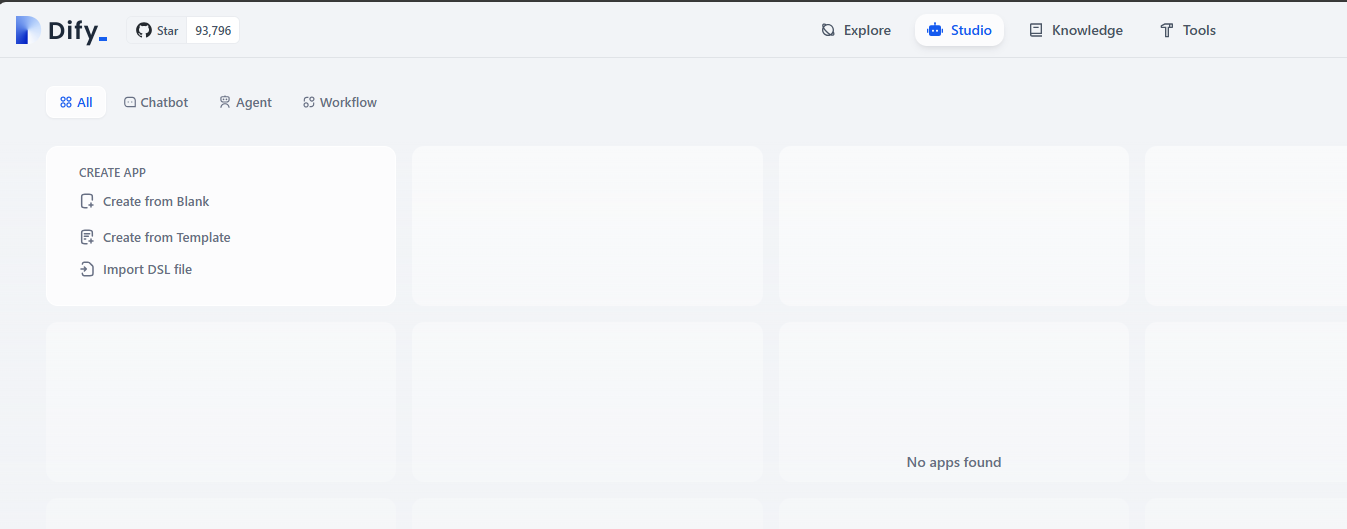 Dify_ Star 93,796 Explore Studio Knowledge Tools
All Chatbot Agent Workflow
CREATE APP
Create from Blank
Create from Template
Import DSL file
No apps found